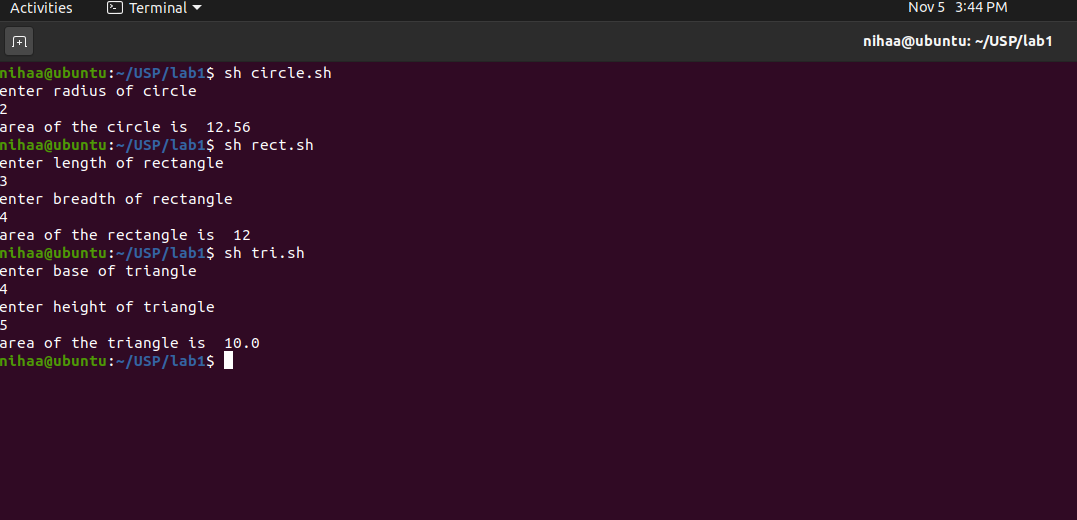 Activities Terminal Nov 5 3:44 PM
nihaa@ubuntu: ~/USP/lab1
nihaa@ubuntu:~/USP/lab1$ sh circle.sh
enter radius of circle
2
area of the circle is  12.56
nihaa@ubuntu:~/USP/lab1$ sh rect.sh
enter length of rectangle
3
enter breadth of rectangle
4
area of the rectangle is  12
nihaa@ubuntu:~/USP/lab1$ sh tri.sh
enter base of triangle
4
enter height of triangle
5
area of the triangle is  10.0
nihaa@ubuntu:~/USP/lab1$